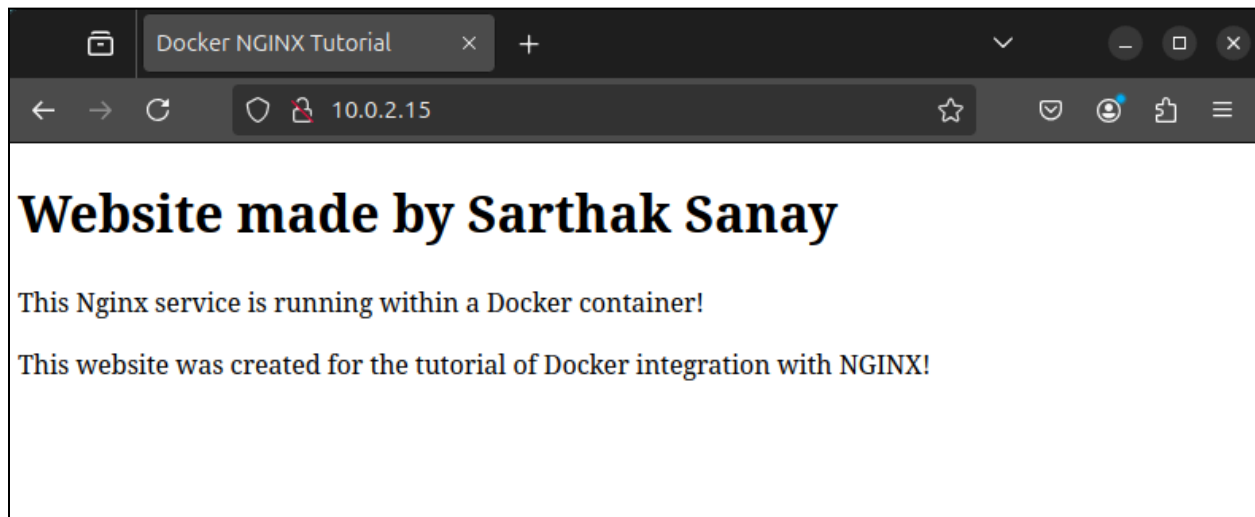 Docker NGINX Tutorial
10.0.2.15
Website made by Sarthak Sanay
This Nginx service is running within a Docker container!
This website was created for the tutorial of Docker integration with NGINX!